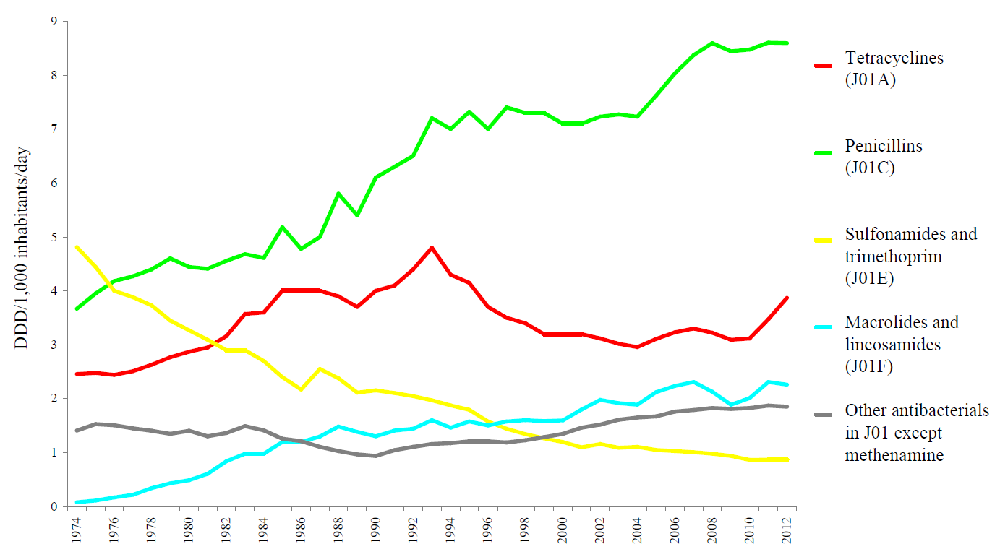 DDD/1,000 inhabitants/day
9
8
7
6
5
4
3
2
1
0
1974
1976
1978
1980
1982
1984
1986
1988
1990
1992
1994
1996
1998
2000
2002
2004
2006
2008
2010
2012
Tetracyclines
(J01A)
Penicillins
(J01C)
Sulfonamides and
trimethoprim
(J01E)
Macrolides and
lincosamides
(J01F)
Other antibacterials
in J01 except
methenamine